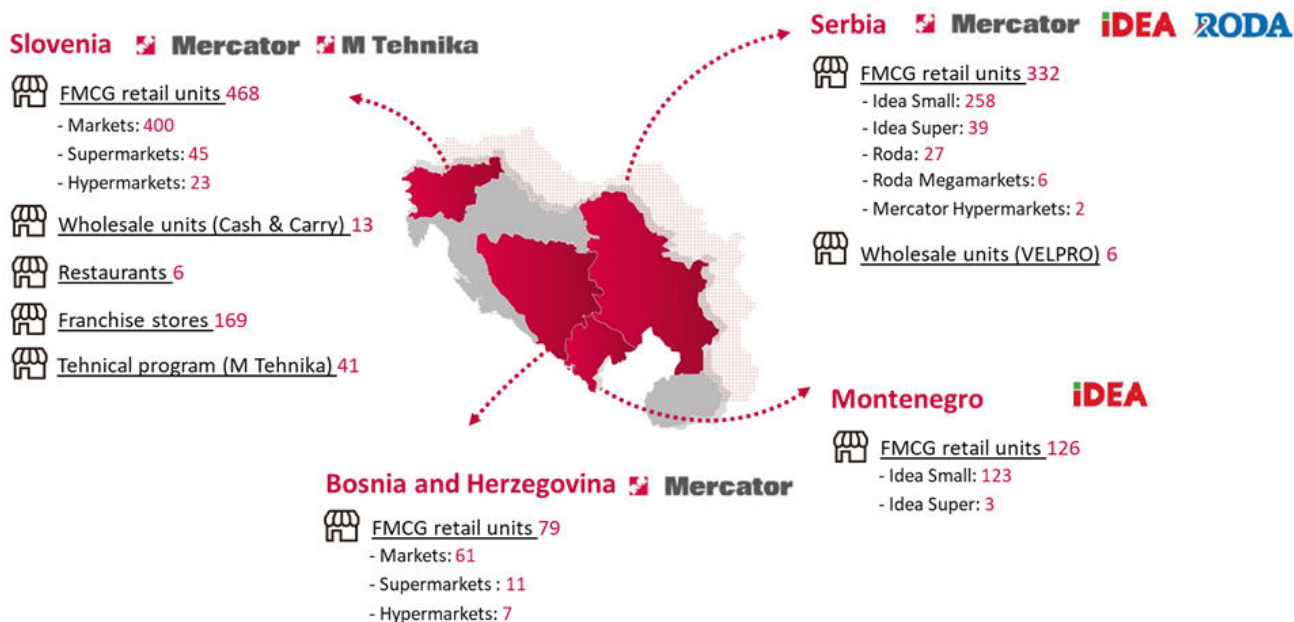 Slovenia Mercator M Tehnika
FMCG retail units 468
- Markets: 400
- Supermarkets: 45
- Hypermarkets: 23
Wholesale units (Cash & Carry) 13
Restaurants 6
Franchise stores 169
Tehnical program (M Tehnika) 41
Serbia Mercator iDEA RODA
FMCG retail units 332
- Idea Small: 258
- Idea Super: 39
- Roda: 27
- Roda Megamarkets: 6
- Mercator Hypermarkets: 2
Wholesale units (VELPRO) 6
Montenegro iDEA
FMCG retail units 126
- Idea Small: 123
- Idea Super: 3
Bosnia and Herzegovina Mercator
FMCG retail units 79
- Markets: 61
- Supermarkets : 11
- Hypermarkets: 7